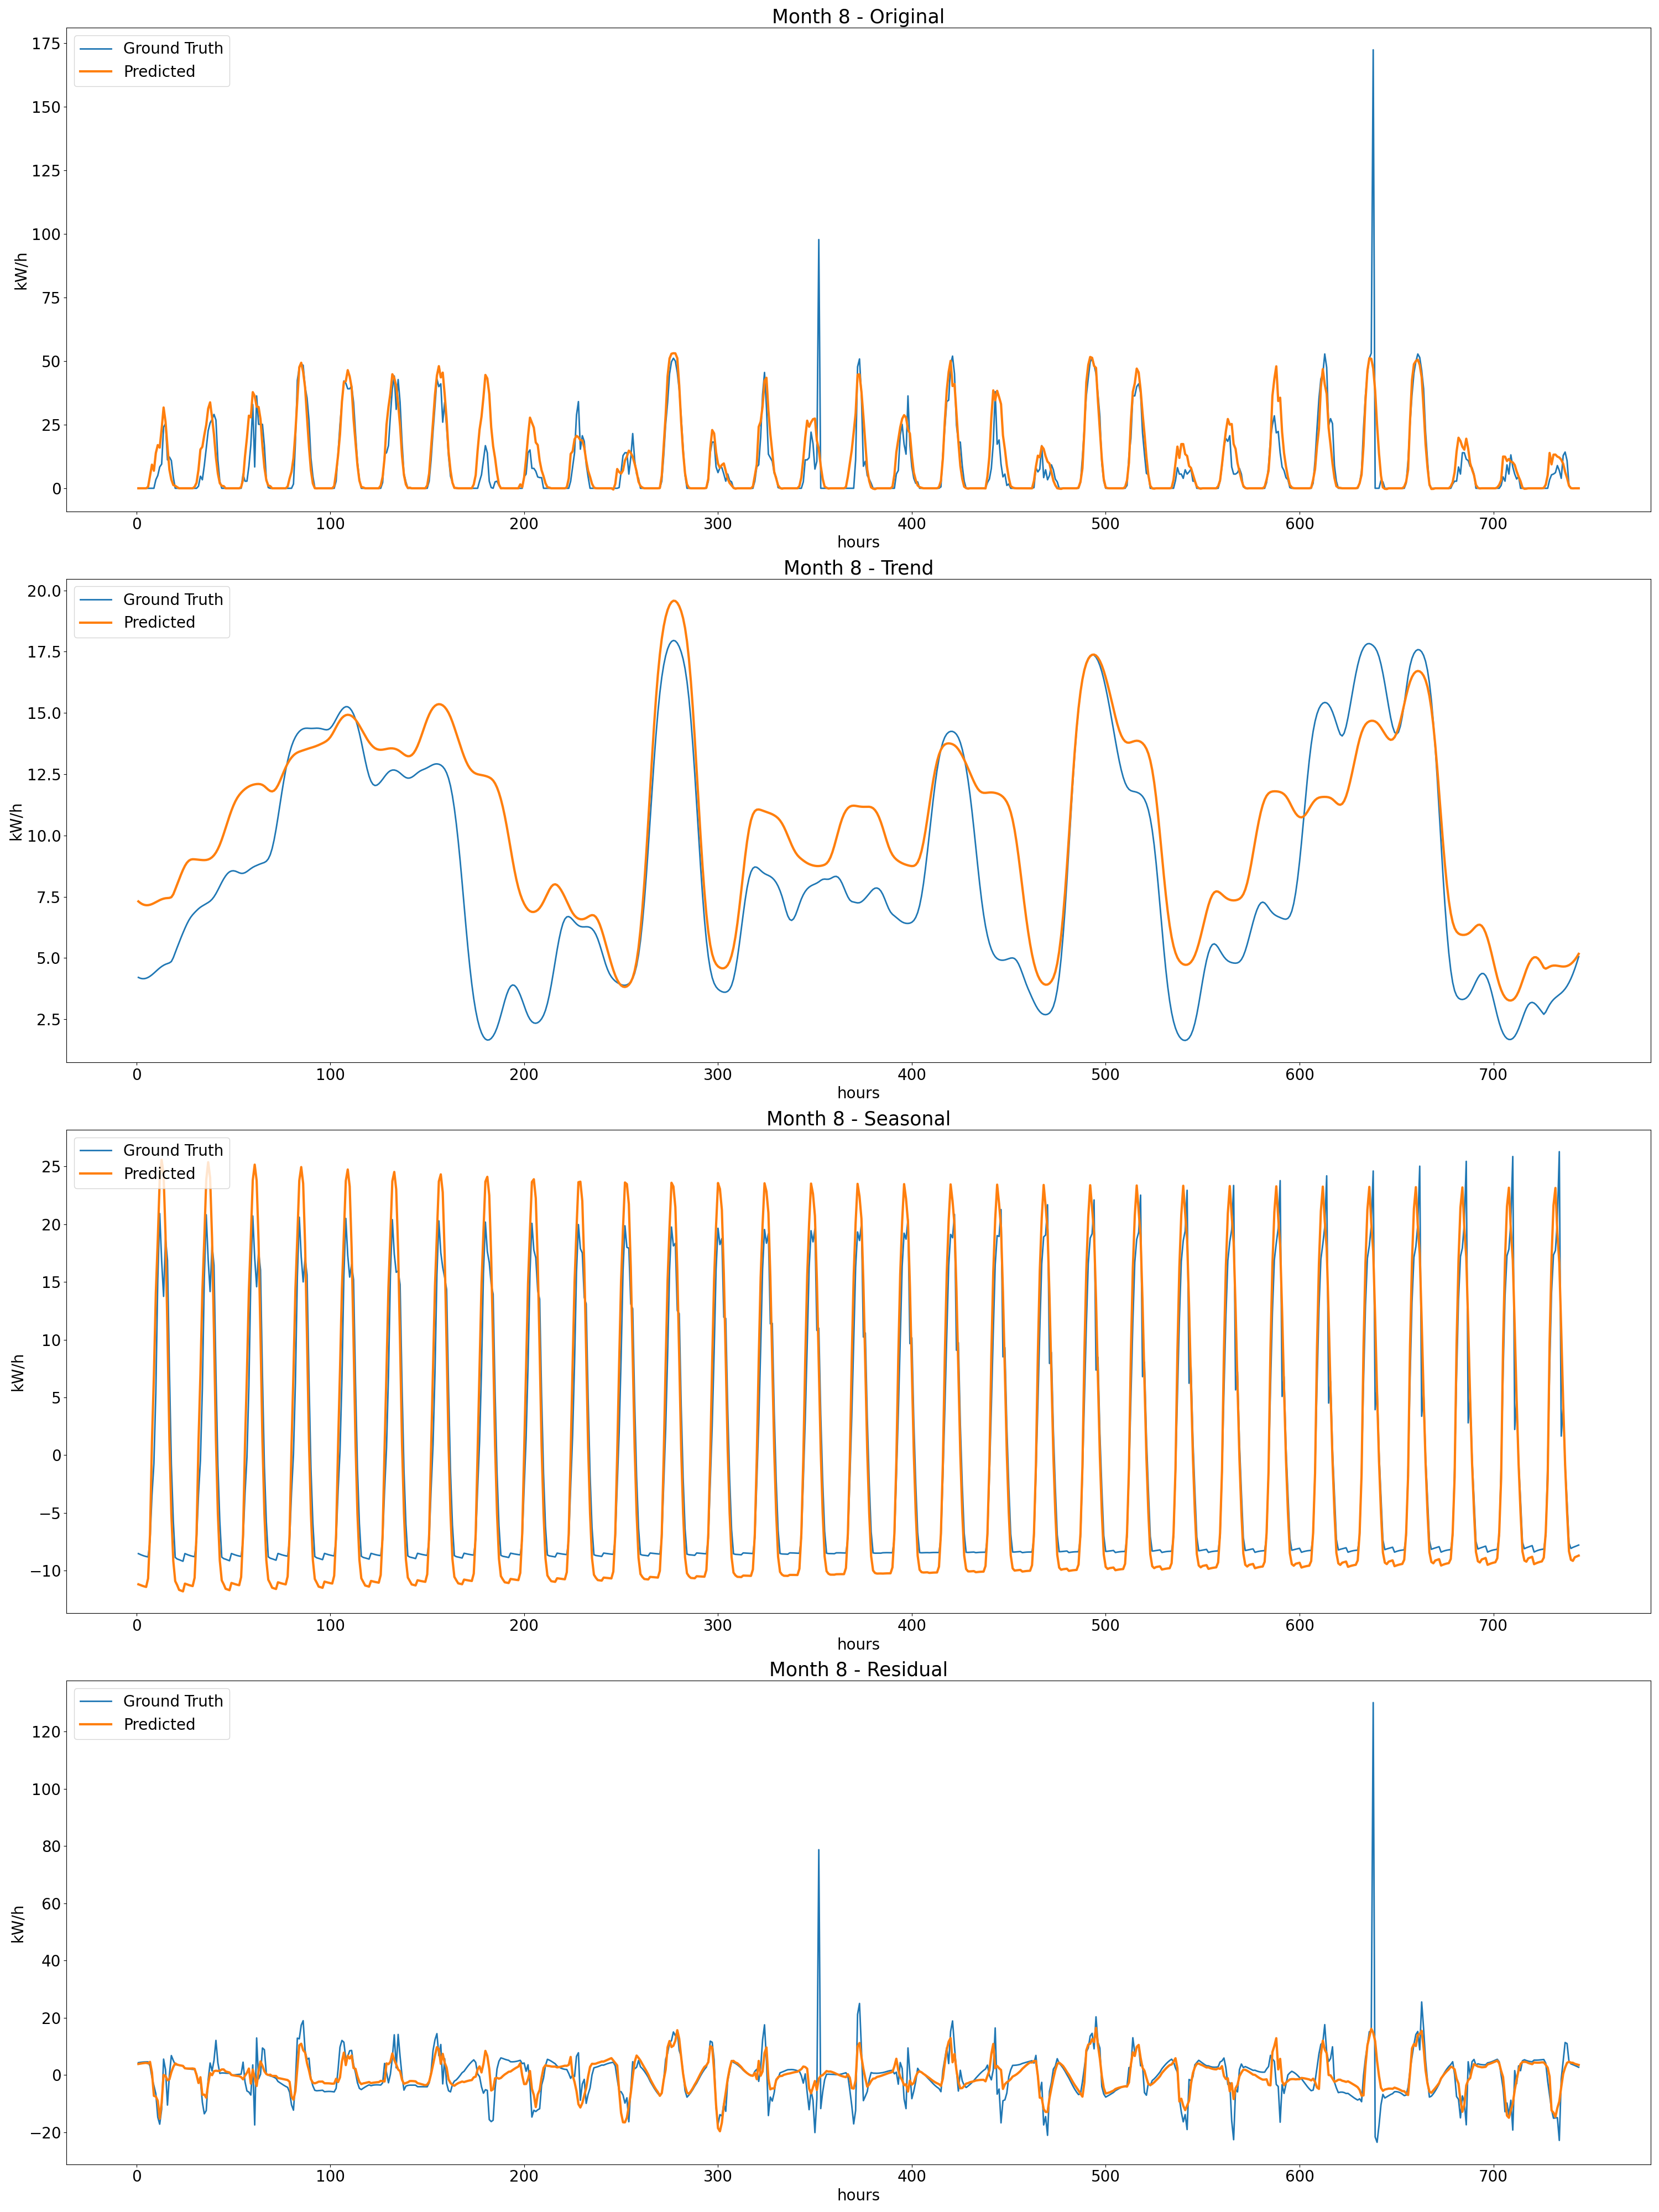 Month 8 - Original
Ground Truth
Predicted
175
150
125
100
75
50
25
0
kW/h
0 100 200 300 400 500 600 700
hours
Month 8 - Trend
Ground Truth
Predicted
20.0
17.5
15.0
12.5
10.0
7.5
5.0
2.5
kW/h
0 100 200 300 400 500 600 700
hours
Month 8 - Seasonal
Ground Truth
Predicted
25
20
15
10
5
0
−5
−10
kW/h
0 100 200 300 400 500 600 700
hours
Month 8 - Residual
Ground Truth
Predicted
120
100
80
60
40
20
0
−20
kW/h
0 100 200 300 400 500 600 700
hours